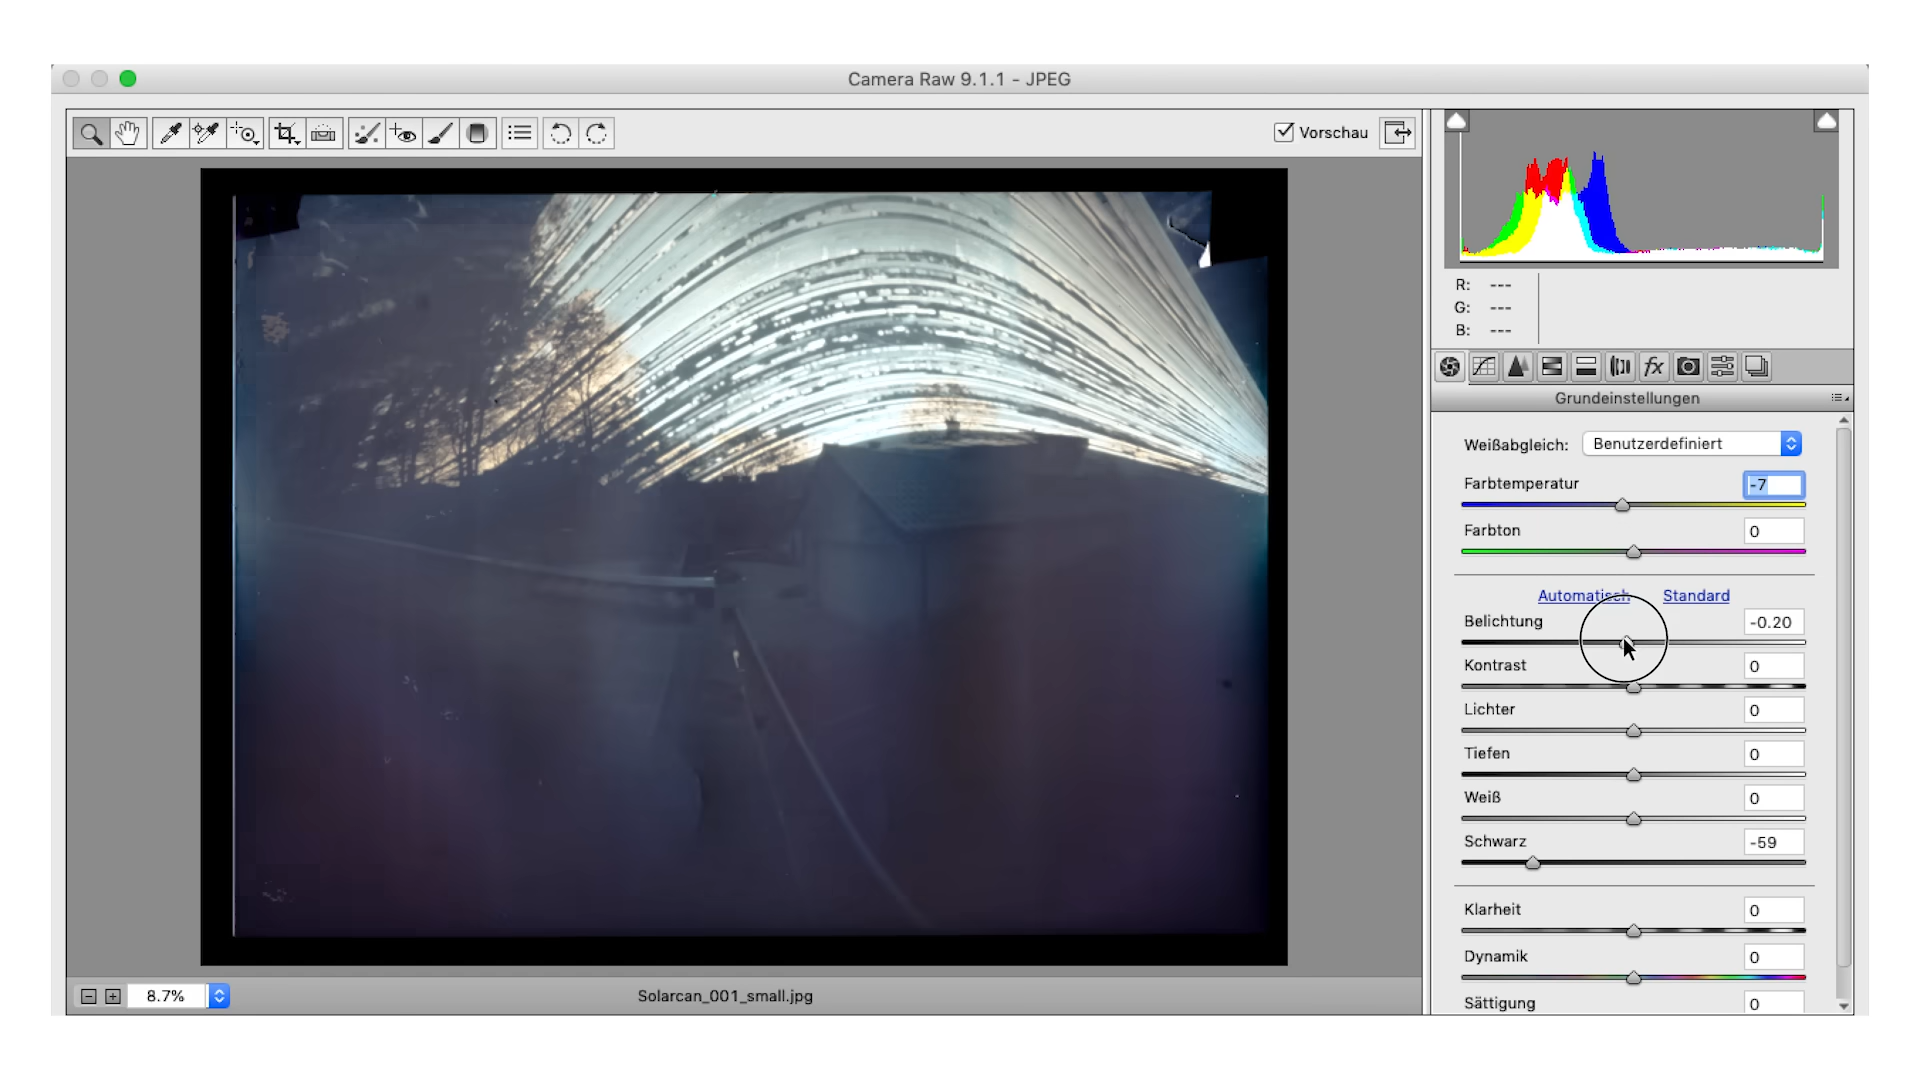 Camera Raw 9.1.1 - JPEG
Vorschau
R: ---
G: ---
B: ---
fx
Grundeinstellungen
Weißabgleich: Benutzerdefiniert
Farbtemperatur -7
Farbton 0
Automatisch Standard
Belichtung -0.20
Kontrast 0
Lichter 0
Tiefen 0
Weiß 0
Schwarz -59
Klarheit 0
Dynamik 0
Sättigung 0
8.7% Solarcan_001_small.jpg